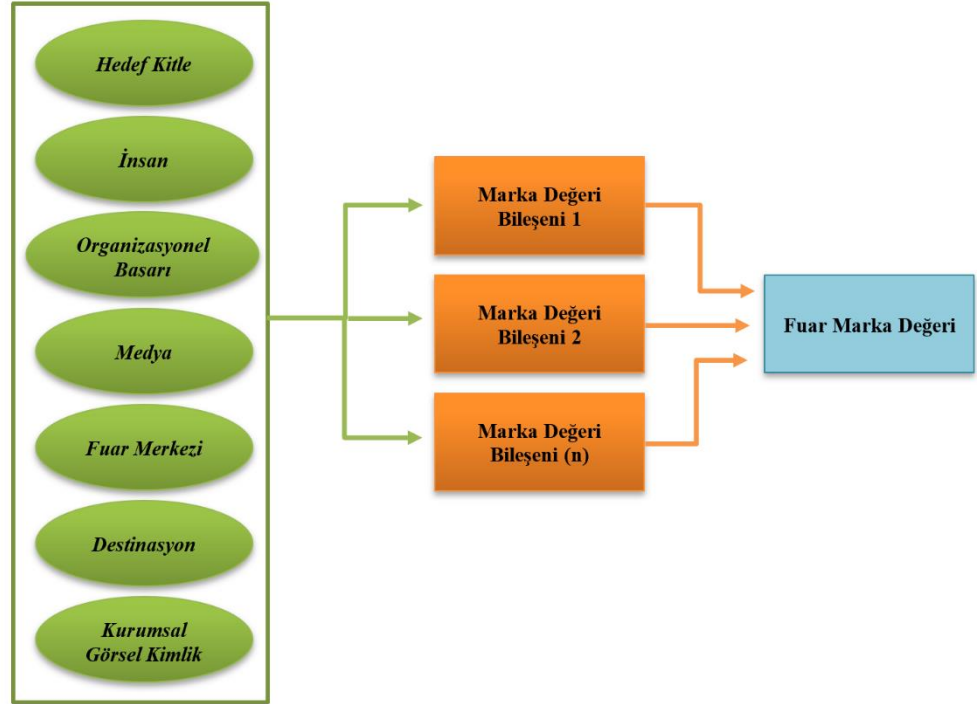 Hedef Kitle
İnsan
Organizasyonel
Basarı
Medya
Fuar Merkezi
Destinasyon
Kurumsal
Görsel Kimlik
Marka Değeri
Bileşeni 1
Marka Değeri
Bileşeni 2
Marka Değeri
Bileşeni (n)
Fuar Marka Değeri